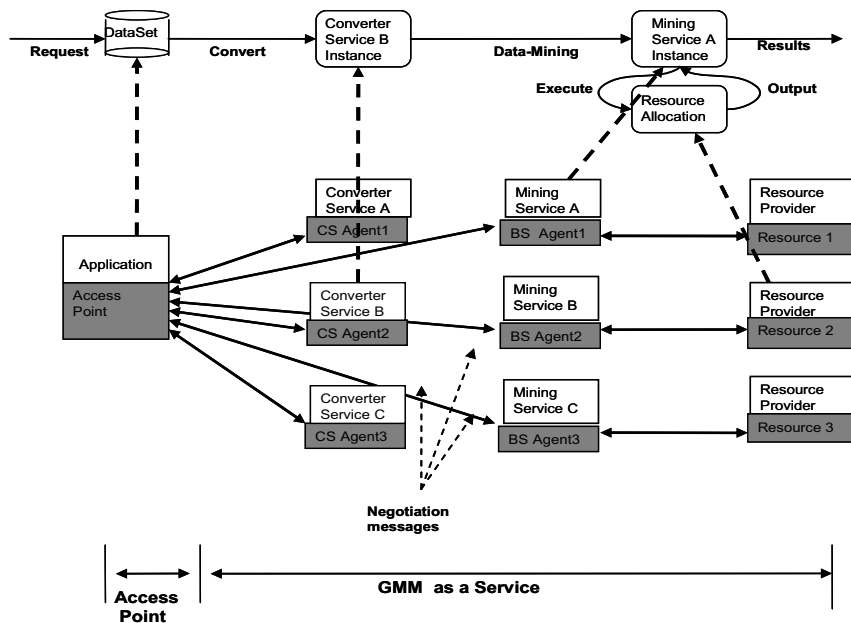 DataSet
Converter
Service B
Instance
Mining
Service A
Instance
Request
Convert
Data-Mining
Results
Execute
Output
Resource
Allocation
Converter
Service A
CS Agent1
Mining
Service A
BS Agent1
Resource
Provider
Resource 1
Application
Access
Point
Converter
Service B
CS Agent2
Mining
Service B
BS Agent2
Resource
Provider
Resource 2
Converter
Service C
CS Agent3
Mining
Service C
BS Agent3
Resource
Provider
Resource 3
Negotiation
messages
Access
Point
GMM as a Service